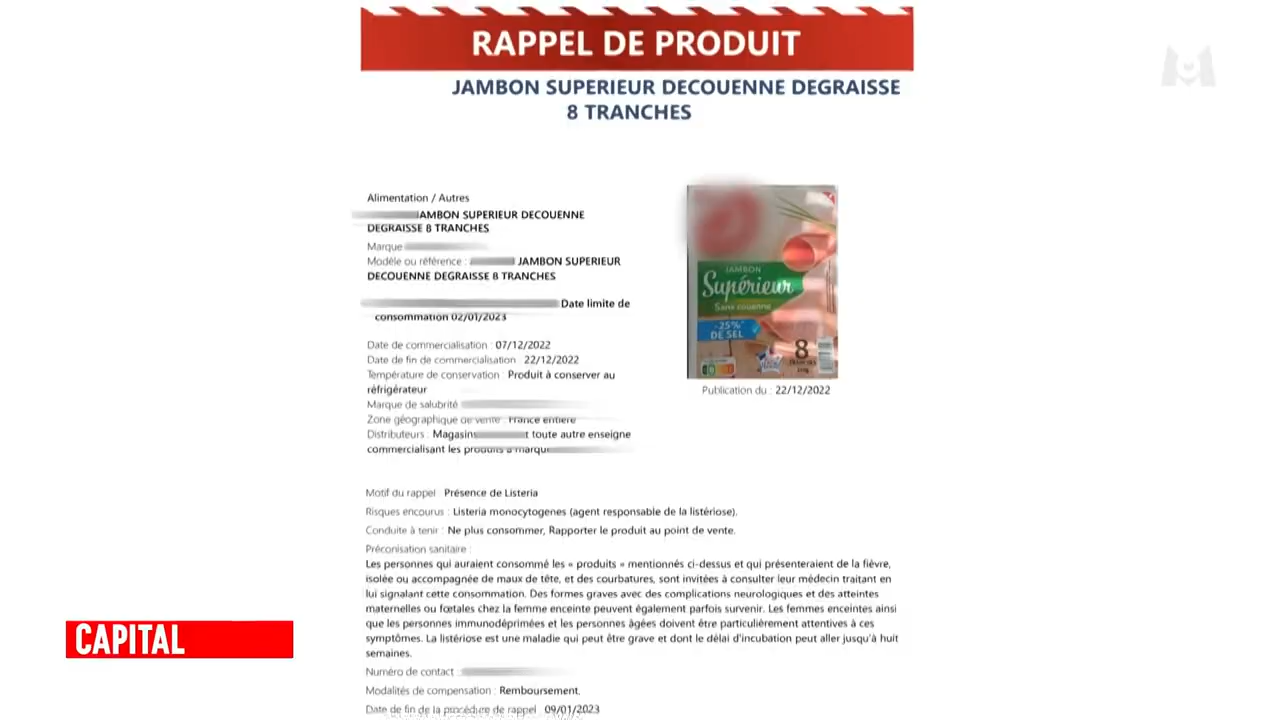 RAPPEL DE PRODUIT
JAMBON SUPERIEUR DECOUENNE DEGRAISSE
8 TRANCHES
Alimentation / Autres
JAMBON SUPERIEUR DECOUENNE
DEGRAISSE 8 TRANCHES
Marque
Modèle ou référence : JAMBON SUPERIEUR
DECOUENNE DEGRAISSE 8 TRANCHES
Date limite de
consommation 02/01/2023
Date de commercialisation : 07/12/2022
Date de fin de commercialisation 22/12/2022
Température de conservation : Produit à conserver au
réfrigérateur
Marque de salubrité
Zone géographique de vente : France entière
Distributeurs : Magasins toute autre enseigne
commercialisant les produits à marque
JAMBON
Supérieur
Sans couenne
-25%*
DE SEL
8
TRANCHES
Publication du : 22/12/2022
Motif du rappel : Présence de Listeria
Risques encourus : Listeria monocytogenes (agent responsable de la listériose).
Conduite à tenir : Ne plus consommer, Rapporter le produit au point de vente.
Préconisation sanitaire :
Les personnes qui auraient consommé les « produits » mentionnés ci-dessus et qui présenteraient de la fièvre,
isolée ou accompagnée de maux de tête, et des courbatures, sont invitées à consulter leur médecin traitant en
lui signalant cette consommation. Des formes graves avec des complications neurologiques et des atteintes
maternelles ou fœtales chez la femme enceinte peuvent également parfois survenir. Les femmes enceintes ainsi
que les personnes immunodéprimées et les personnes âgées doivent être particulièrement attentives à ces
symptômes. La listériose est une maladie qui peut être grave et dont le délai d'incubation peut aller jusqu'à huit
semaines.
Numéro de contact :
Modalités de compensation : Remboursement,
Date de fin de la procédure de rappel 09/01/2023
CAPITAL